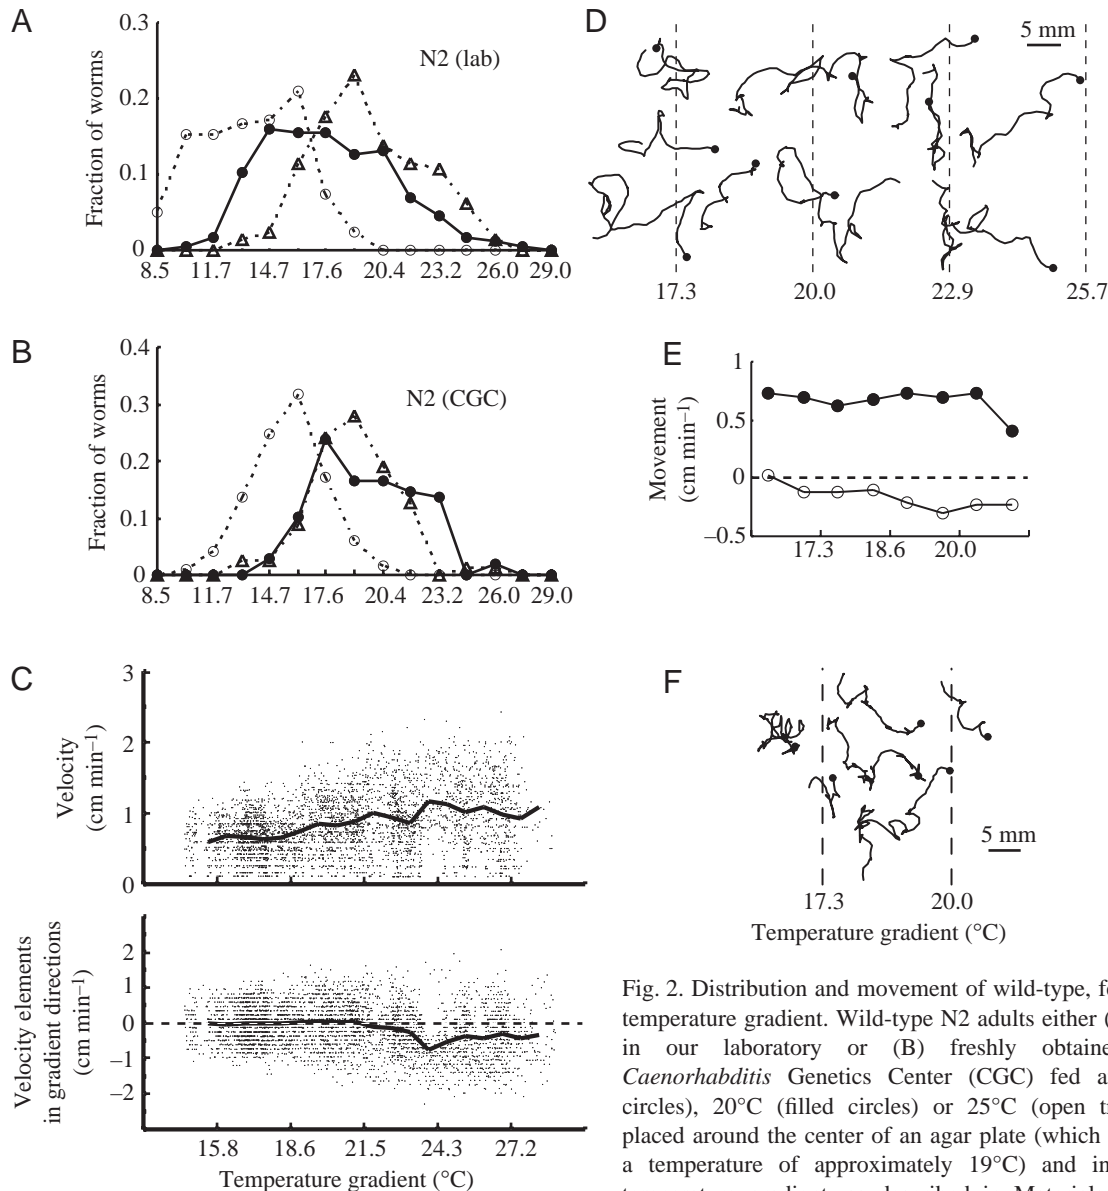 A
0.3
0.2
0.1
0
Fraction of worms
N2 (lab)
8.5 11.7 14.7 17.6 20.4 23.2 26.0 29.0
B
0.4
0.3
0.2
0.1
0
Fraction of worms
N2 (CGC)
8.5 11.7 14.7 17.6 20.4 23.2 26.0 29.0
C
3
2
1
0
Velocity
(cm min–1)
2
1
0
–1
–2
Velocity elements
in gradient directions
(cm min–1)
15.8 18.6 21.5 24.3 27.2
Temperature gradient (°C)
D
5 mm
17.3 20.0 22.9 25.7
E
1
0.5
0
–0.5
Movement
(cm min–1)
17.3 18.6 20.0
F
5 mm
17.3 20.0
Temperature gradient (°C)
Fig. 2. Distribution and movement of wild-type,
temperature gradient. Wild-type N2 adults either
in our laboratory or (B) freshly
Caenorhabditis Genetics Center (CGC) fed
circles), 20°C (filled circles) or 25°C (open
placed around the center of an agar plate (which
a temperature of approximately 19°C) and